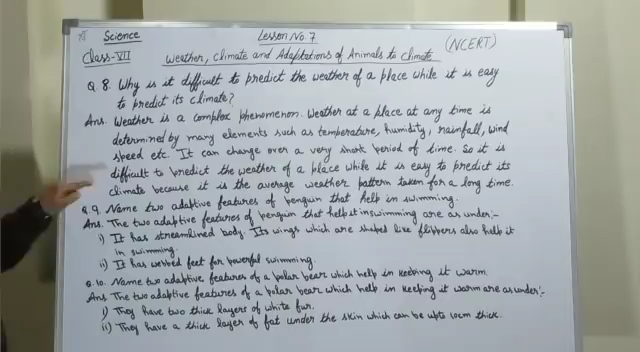 Science Lesson No. 7
Class-VII Weather, Climate and Adaptations of Animals to Climate (NCERT)
Q.8. Why is it difficult to predict the weather of a place while it is easy
to predict its climate?
Ans. Weather is a complex phenomenon. Weather at a place at any time is
determined by many elements such as temperature, humidity, rainfall, wind
speed etc. It can change over a very short period of time. So it is
difficult to predict the weather of a place while it is easy to predict its
climate because it is the average weather pattern taken for a long time.
Q.9. Name two adaptive features of penguin that help in swimming.
Ans. The two adaptive features of penguin that help it in swimming are as under:-
i) It has streamlined body. Its wings which are shaped like flippers also help it
in swimming.
ii) It has webbed feet for powerful swimming.
Q.10. Name two adaptive features of a polar bear which help in keeping it warm.
Ans. The two adaptive features of a polar bear which help in keeping it warm are as under:-
i) They have two thick layers of white fur.
ii) They have a thick layer of fat under the skin which can be upto 10cm thick.